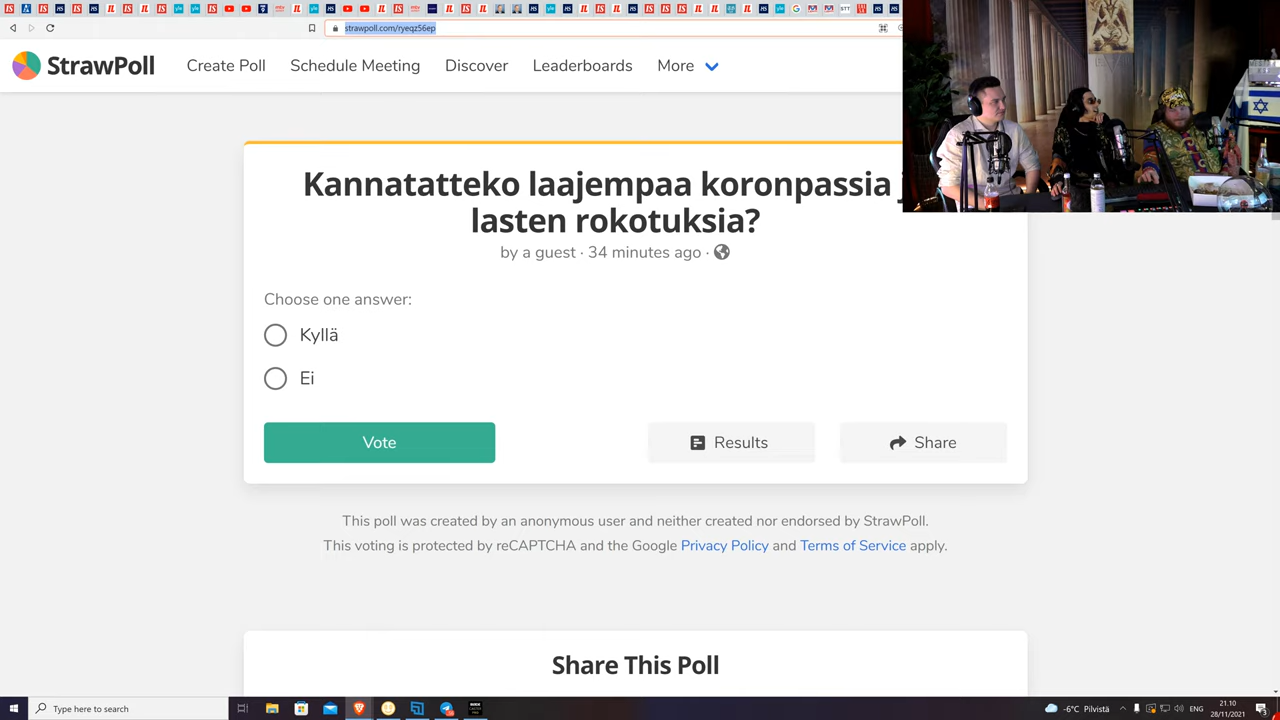 strawpoll.com/ryeqz56ep
StrawPoll Create Poll Schedule Meeting Discover Leaderboards More
Kannatatteko laajempaa koronpassia
lasten rokotuksia?
by a guest · 34 minutes ago ·
Choose one answer:
Kyllä
Ei
Vote Results Share
This poll was created by an anonymous user and neither created nor endorsed by StrawPoll.
This voting is protected by reCAPTCHA and the Google Privacy Policy and Terms of Service apply.
Share This Poll
Type here to search -6°C Pilvistä ENG 21.10
28/11/2021